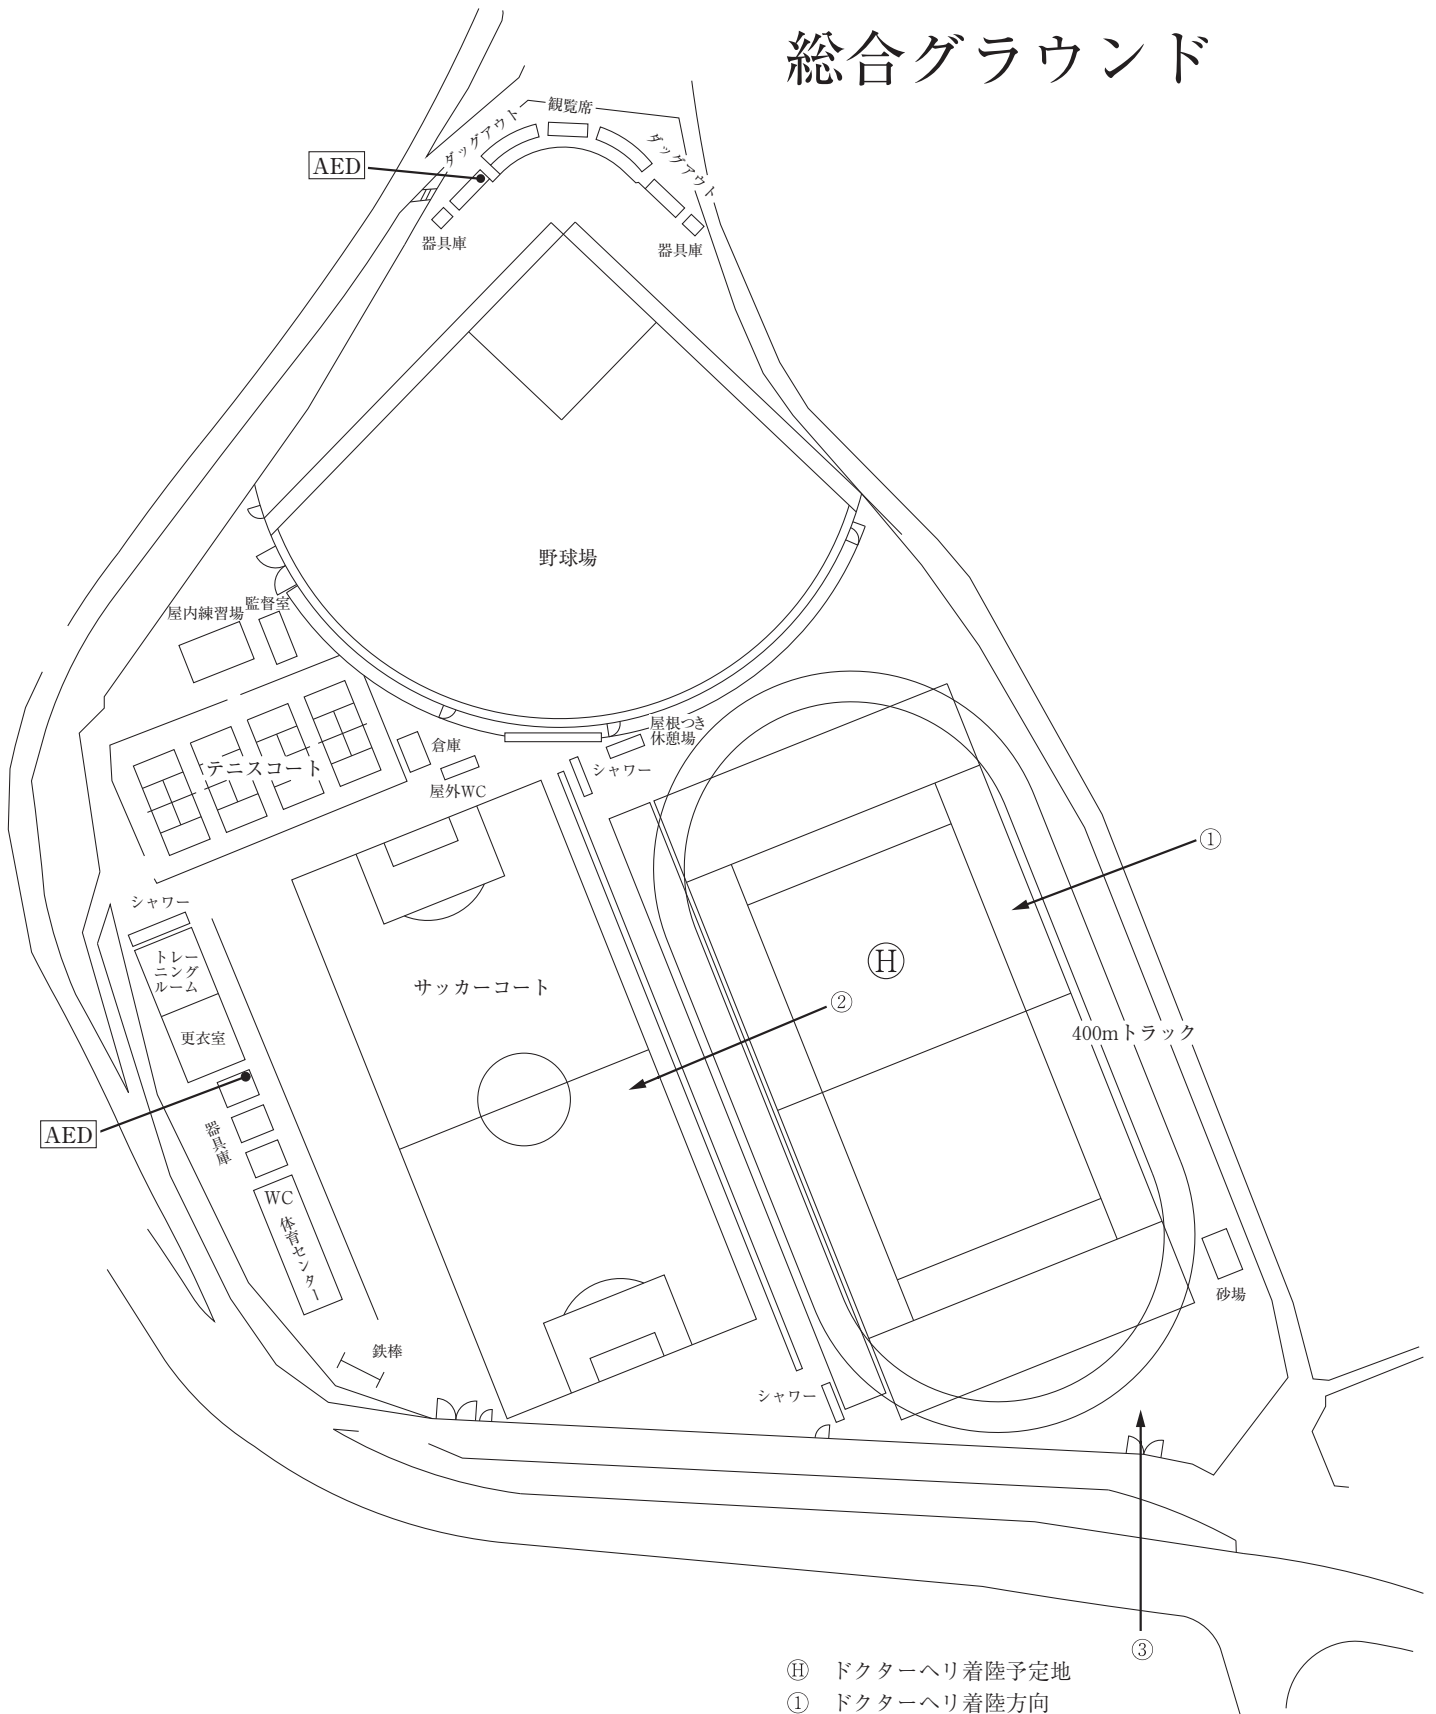 総合グラウンド
観覧席
ダッグアウト
ダッグアウト
AED
器具庫
器具庫
野球場
監督室
屋内練習場
屋根つき
休憩場
倉庫
シャワー
テニスコート
屋外WC
①
シャワー
トレー
ニング
ルーム
サッカーコート
Ⓗ
②
更衣室
400mトラック
AED
器具庫
WC
体育センター
砂場
鉄棒
シャワー
③
Ⓗ ドクターヘリ着陸予定地
① ドクターヘリ着陸方向